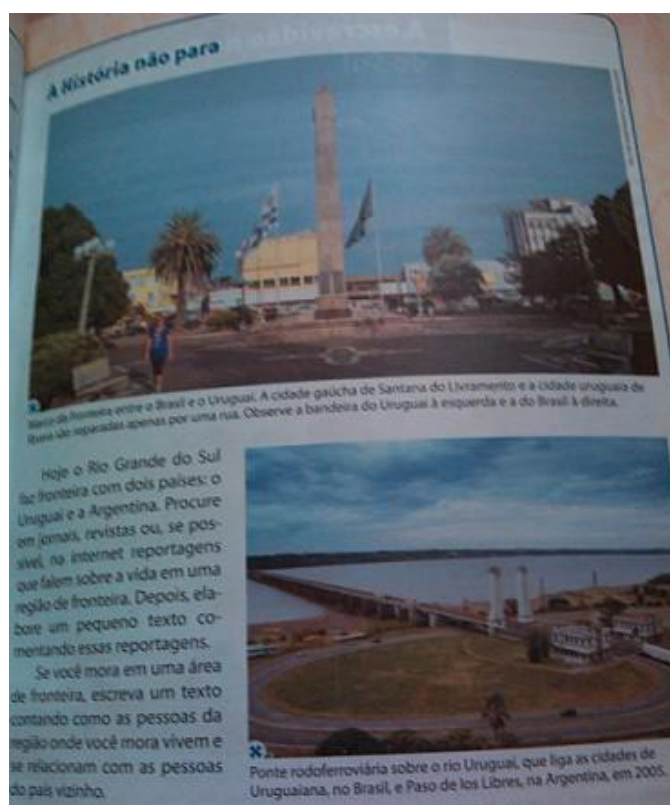 A História não para
Marco de fronteira entre o Brasil e o Uruguai. A cidade gaúcha de Santana do Livramento e a cidade uruguaia de
Rivera são separadas apenas por uma rua. Observe a bandeira do Uruguai à esquerda e a do Brasil à direita.
Hoje o Rio Grande do Sul
faz fronteira com dois países: o
Uruguai e a Argentina. Procure
em jornais, revistas ou, se pos-
sível, na internet reportagens
que falem sobre a vida em uma
região de fronteira. Depois, ela-
bore um pequeno texto co-
mentando essas reportagens.
Se você mora em uma área
de fronteira, escreva um texto
contando como as pessoas da
região onde você mora vivem e
se relacionam com as pessoas
do país vizinho.
Ponte rodoferroviária sobre o rio Uruguai, que liga as cidades de
Uruguaiana, no Brasil, e Paso de los Libres, na Argentina, em 2005.